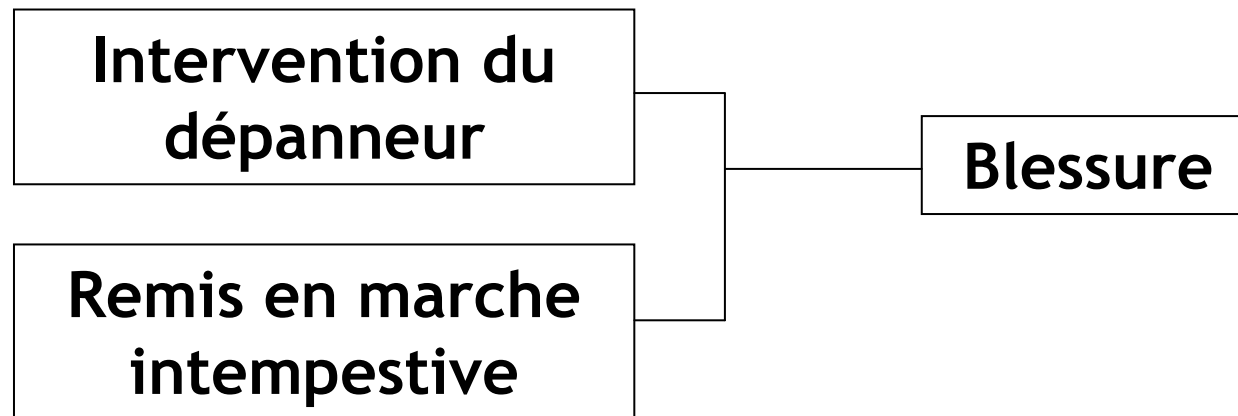 Intervention du
dépanneur
Blessure
Remis en marche
intempestive